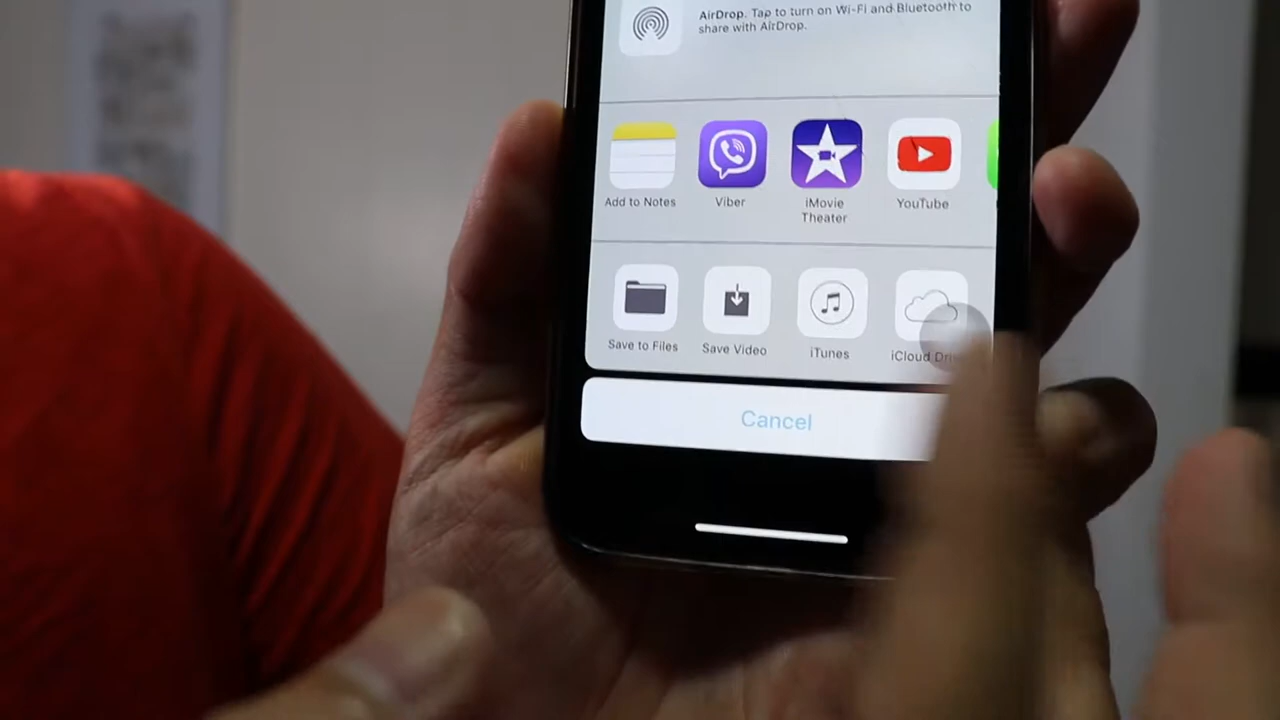 AirDrop. Tap to turn on Wi-Fi and Bluetooth to
share with AirDrop.
Add to Notes
Viber
iMovie
Theater
YouTube
Save to Files
Save Video
iTunes
iCloud
Cancel